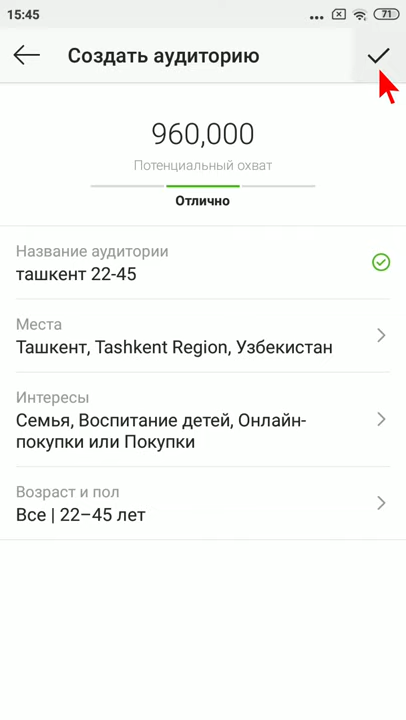 15:45
71
Создать аудиторию
960,000
Потенциальный охват
Отлично
Название аудитории
ташкент 22-45
Места
Ташкент, Tashkent Region, Узбекистан
Интересы
Семья, Воспитание детей, Онлайн-
покупки или Покупки
Возраст и пол
Все | 22–45 лет